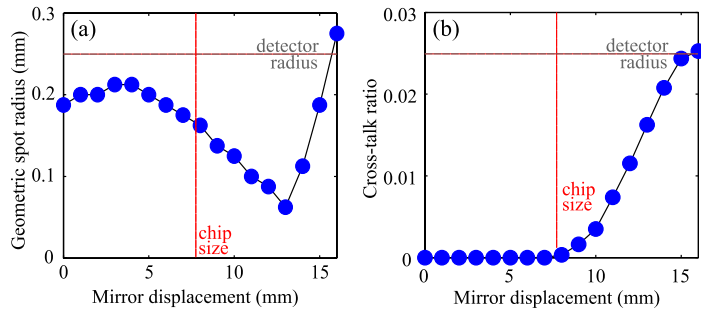 (a)
detector
radius
chip
size
0.3
0.2
0.1
0
0
5
10
15
Geometric spot radius (mm)
Mirror displacement (mm)
(b)
detector
radius
chip
size
0.03
0.02
0.01
0.00
0
5
10
15
Cross-talk ratio
Mirror displacement (mm)